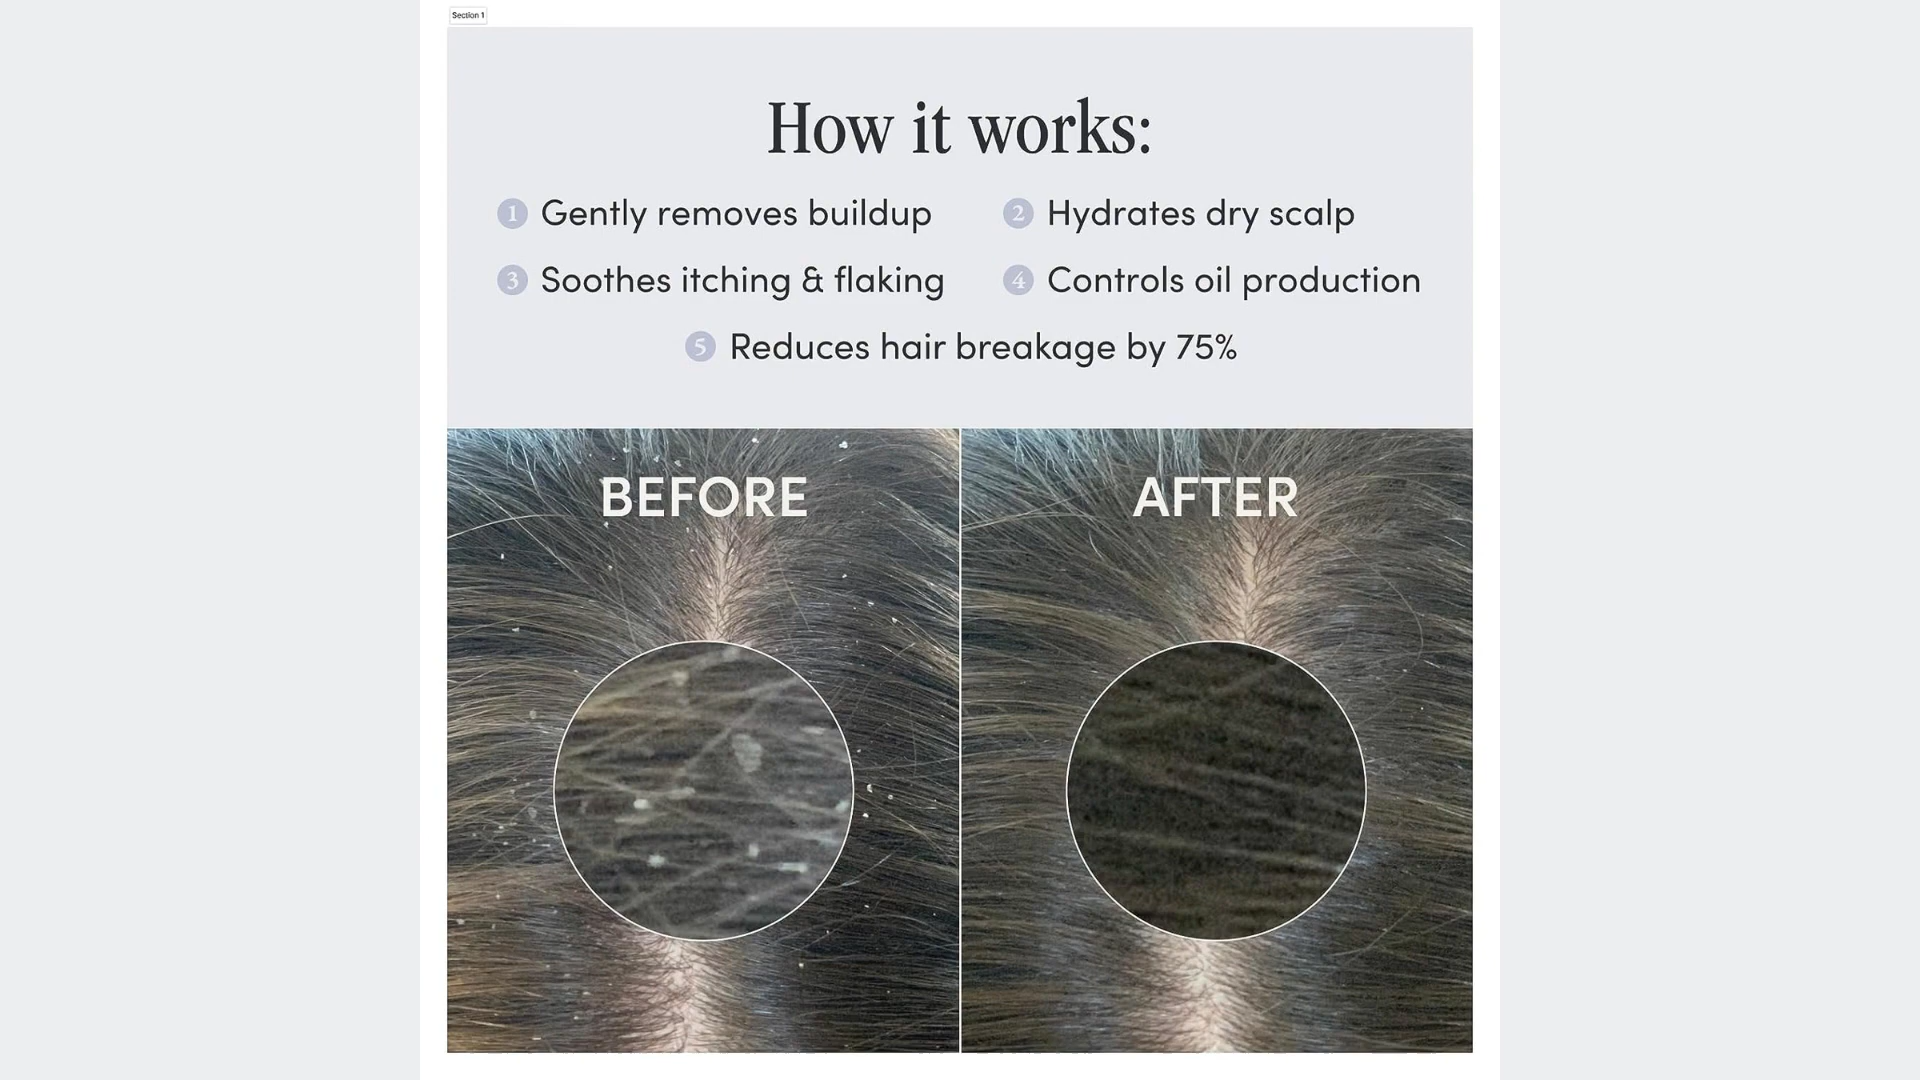 Section 1
How it works:
1 Gently removes buildup
2 Hydrates dry scalp
3 Soothes itching & flaking
4 Controls oil production
5 Reduces hair breakage by 75%
BEFORE
AFTER